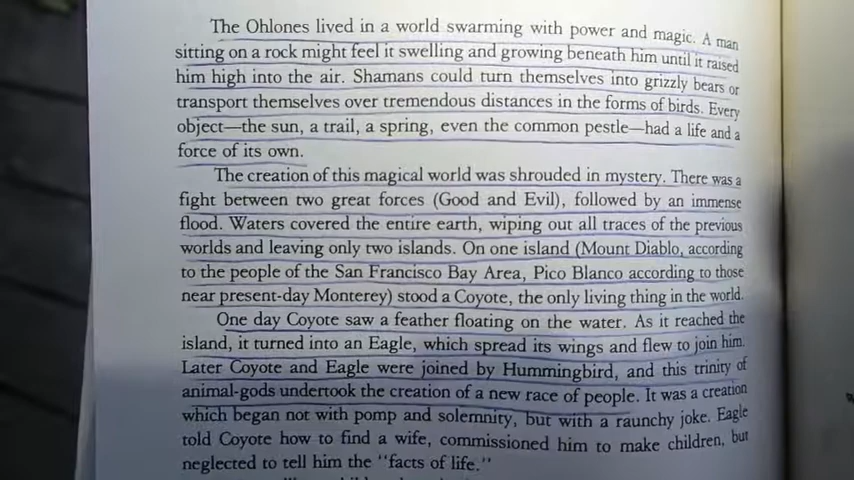 The Ohlones lived in a world swarming with power and magic. A man
sitting on a rock might feel it swelling and growing beneath him until it raised
him high into the air. Shamans could turn themselves into grizzly bears or
transport themselves over tremendous distances in the forms of birds. Every
object—the sun, a trail, a spring, even the common pestle—had a life and a
force of its own.
The creation of this magical world was shrouded in mystery. There was a
fight between two great forces (Good and Evil), followed by an immense
flood. Waters covered the entire earth, wiping out all traces of the previous
worlds and leaving only two islands. On one island (Mount Diablo, according
to the people of the San Francisco Bay Area, Pico Blanco according to those
near present-day Monterey) stood a Coyote, the only living thing in the world.
One day Coyote saw a feather floating on the water. As it reached the
island, it turned into an Eagle, which spread its wings and flew to join him.
Later Coyote and Eagle were joined by Hummingbird, and this trinity of
animal-gods undertook the creation of a new race of people. It was a creation
which began not with pomp and solemnity, but with a raunchy joke. Eagle
told Coyote how to find a wife, commissioned him to make children, but
neglected to tell him the "facts of life."